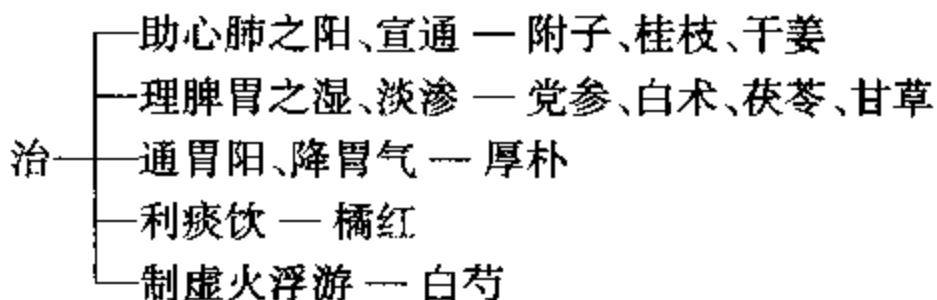 助心肺之阳、宣通 — 附子、桂枝、干姜
理脾胃之湿、淡渗 — 党参、白术、茯苓、甘草
治 通胃阳、降胃气 — 厚朴
利痰饮 — 橘红
制虚火浮游 — 白芍